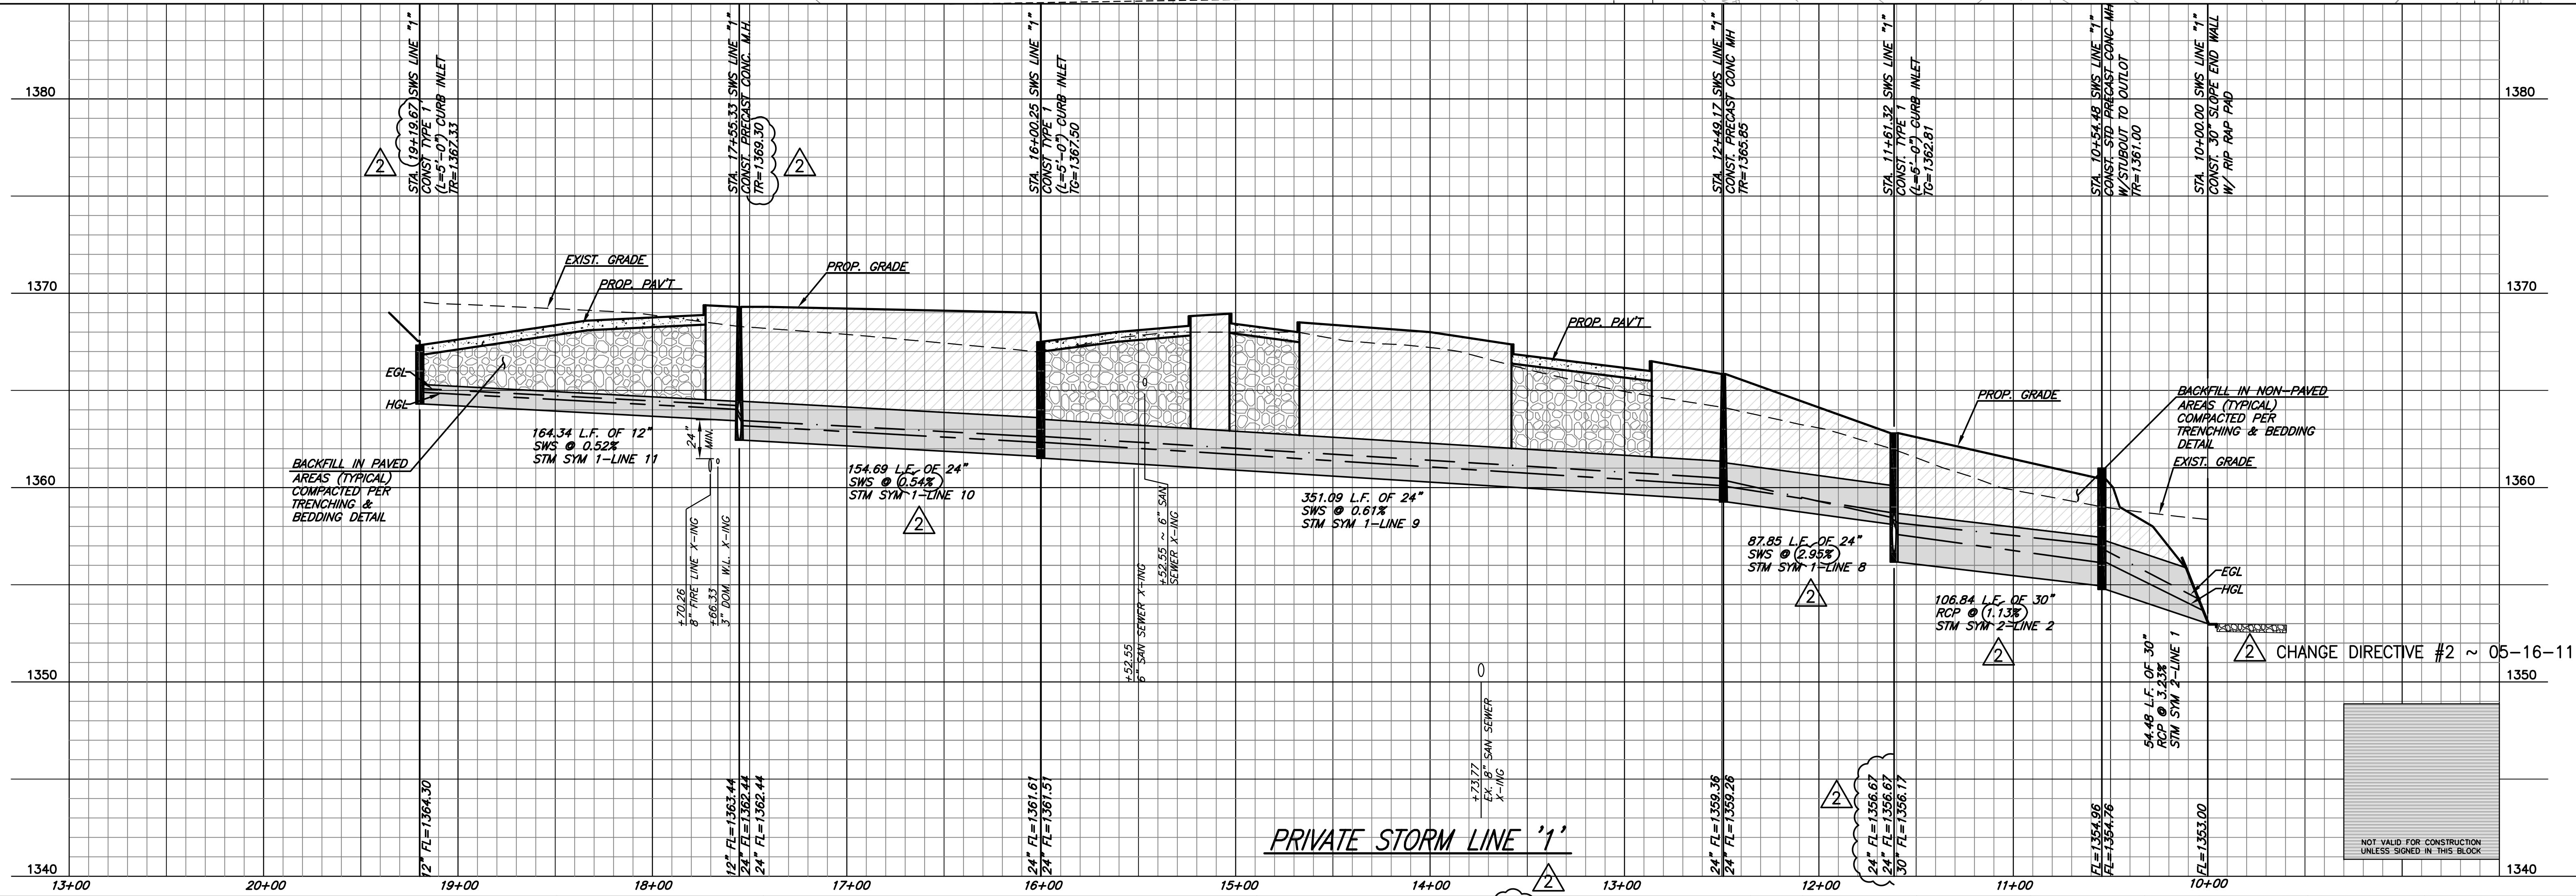 STA. 19+19.67 SWS LINE "1"
CONST TYPE 1
(L=5'-0") CURB INLET
TR=1367.33
STA. 17+55.33 SWS LINE "1"
CONST. PRECAST CONC. M.H.
TR=1369.30
STA. 16+00.25 SWS LINE "1"
CONST TYPE 1
(L=5'-0") CURB INLET
TG=1367.50
STA. 12+49.17 SWS LINE "1"
CONST. PRECAST CONC MH
TR=1365.85
STA. 11+61.32 SWS LINE "1"
CONST. TYPE 1
(L=5'-0") CURB INLET
TG=1362.81
STA. 10+54.48 SWS LINE "1"
CONST. STD PRECAST CONC MH
W/STUBOUT TO OUTLOT
TR=1361.00
STA. 10+00.00 SWS LINE "1"
CONST. 30" SLOPE END WALL
W/ RIP RAP PAD
1380
1380
2
2
EXIST. GRADE
PROP. PAV'T
PROP. GRADE
1370
1370
PROP. PAV'T
EGL
HGL
PROP. GRADE
BACKFILL IN NON-PAVED
AREAS (TYPICAL)
COMPACTED PER
TRENCHING & BEDDING
DETAIL
EXIST. GRADE
164.34 L.F. OF 12"
SWS @ 0.52%
STM SYM 1-LINE 11
24"
MIN.
BACKFILL IN PAVED
AREAS (TYPICAL)
COMPACTED PER
TRENCHING &
BEDDING DETAIL
154.69 L.F. OF 24"
SWS @ 0.54%
STM SYM 1-LINE 10
2
351.09 L.F. OF 24"
SWS @ 0.61%
STM SYM 1-LINE 9
1360
1360
87.85 L.F. OF 24"
SWS @ 2.95%
STM SYM 1-LINE 8
2
106.84 L.F. OF 30"
RCP @ 1.13%
STM SYM 2-LINE 2
2
EGL
HGL
+70.26
8" FIRE LINE X-ING
+66.33
3" DOM. W.L. X-ING
+52.55
6" SAN SEWER X-ING
+52.55 ~ 6" SAN
SEWER X-ING
54.48 L.F. OF 30"
RCP @ 3.23%
STM SYM 2-LINE 1
2 CHANGE DIRECTIVE #2 ~ 05-16-11
1350
1350
+73.77
EX. 8" SAN SEWER
X-ING
2
12" FL=1364.30
12" FL=1363.44
24" FL=1362.44
24" FL=1362.44
24" FL=1361.61
24" FL=1361.51
24" FL=1359.36
24" FL=1359.26
24" FL=1356.67
24" FL=1356.67
30" FL=1356.17
FL=1354.96
FL=1354.76
FL=1353.00
PRIVATE STORM LINE '1'
2
NOT VALID FOR CONSTRUCTION
UNLESS SIGNED IN THIS BLOCK
1340
1340
13+00
20+00
19+00
18+00
17+00
16+00
15+00
14+00
13+00
12+00
11+00
10+00